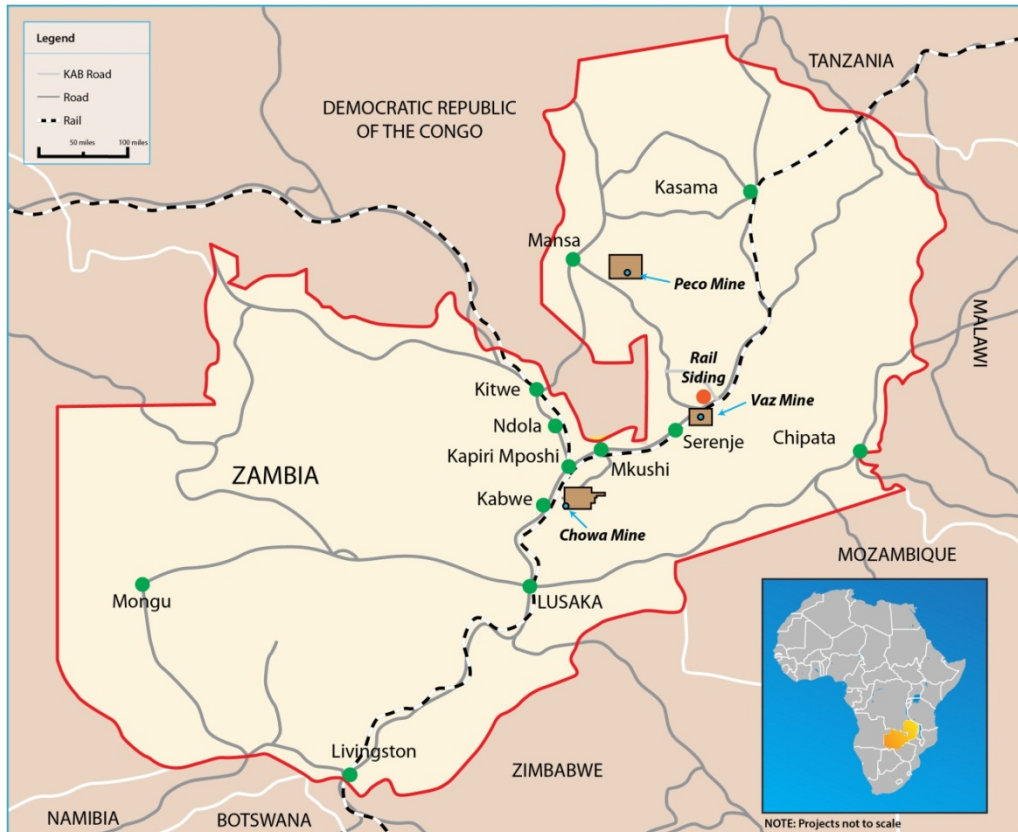 Legend
KAB Road
Road
Rail
50 miles
100 miles
TANZANIA
DEMOCRATIC REPUBLIC
OF THE CONGO
Kasama
Mansa
Peco Mine
MALAWI
Rail
Siding
Kitwe
Vaz Mine
Ndola
Serenje
Chipata
Kapiri Mposhi
Mkushi
ZAMBIA
Kabwe
Chowa Mine
MOZAMBIQUE
Mongu
LUSAKA
Livingston
ZIMBABWE
NAMIBIA
BOTSWANA
NOTE: Projects not to scale